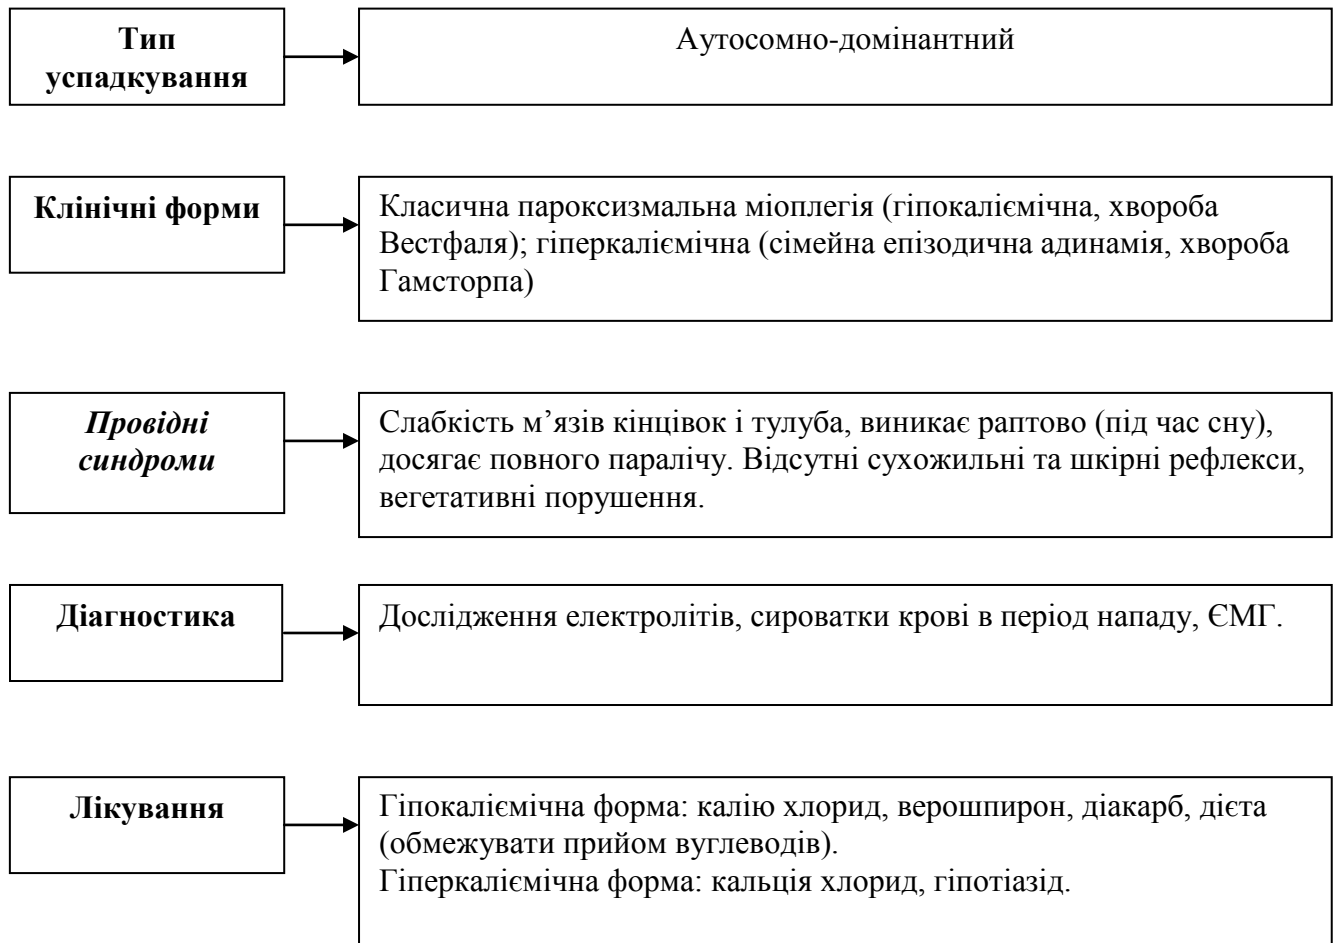 Тип
успадкування
Аутосомно-домінантний
Клінічні форми
Класична пароксизмальна міоплегія (гіпокаліємічна, хвороба
Вестфаля); гіперкаліємічна (сімейна епізодична адинамія, хвороба
Гамсторпа)
Провідні
синдроми
Слабкість м’язів кінцівок і тулуба, виникає раптово (під час сну),
досягає повного паралічу. Відсутні сухожильні та шкірні рефлекси,
вегетативні порушення.
Діагностика
Дослідження електролітів, сироватки крові в період нападу, ЄМГ.
Лікування
Гіпокаліємічна форма: калію хлорид, верошпирон, діакарб, дієта
(обмежувати прийом вуглеводів).
Гіперкаліємічна форма: кальція хлорид, гіпотіазід.